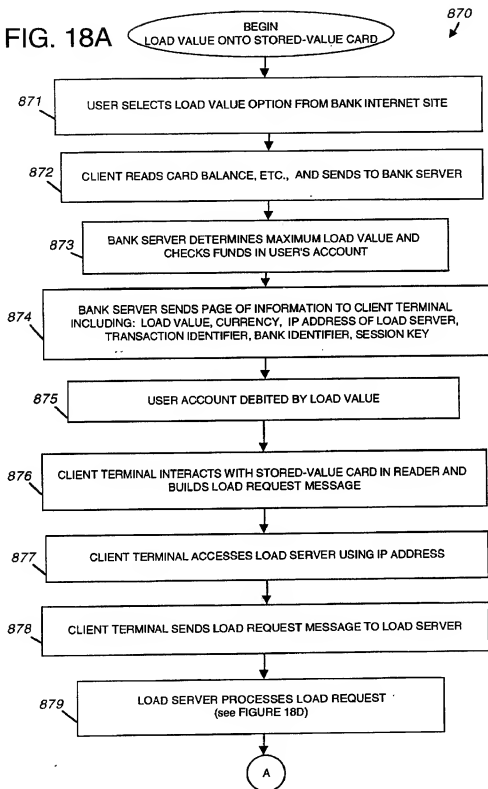 FIG. 18A
870
BEGIN
LOAD VALUE ONTO STORED-VALUE CARD
871
USER SELECTS LOAD VALUE OPTION FROM BANK INTERNET SITE
872
CLIENT READS CARD BALANCE, ETC., AND SENDS TO BANK SERVER
873
BANK SERVER DETERMINES MAXIMUM LOAD VALUE AND
CHECKS FUNDS IN USER'S ACCOUNT
874
BANK SERVER SENDS PAGE OF INFORMATION TO CLIENT TERMINAL
INCLUDING: LOAD VALUE, CURRENCY, IP ADDRESS OF LOAD SERVER,
TRANSACTION IDENTIFIER, BANK IDENTIFIER, SESSION KEY
875
USER ACCOUNT DEBITED BY LOAD VALUE
876
CLIENT TERMINAL INTERACTS WITH STORED-VALUE CARD IN READER AND
BUILDS LOAD REQUEST MESSAGE
877
CLIENT TERMINAL ACCESSES LOAD SERVER USING IP ADDRESS
878
CLIENT TERMINAL SENDS LOAD REQUEST MESSAGE TO LOAD SERVER
879
LOAD SERVER PROCESSES LOAD REQUEST
(see FIGURE 18D)
A